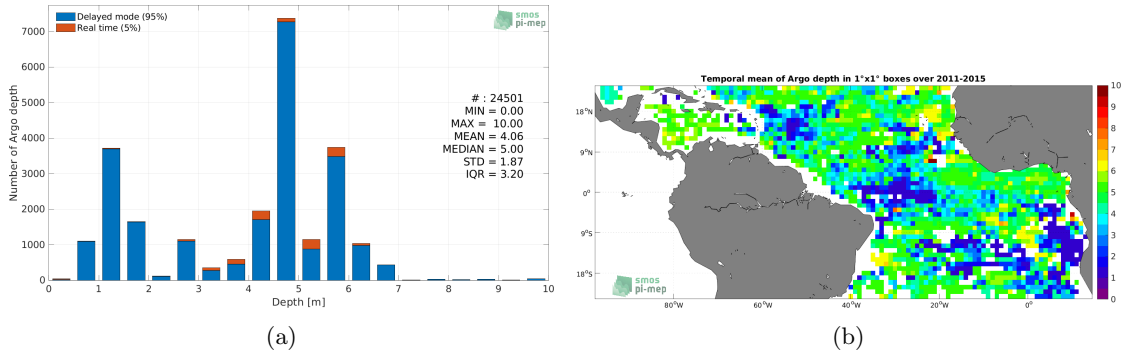 Delayed mode (95%)
Real time (5%)
smos
pi-mep
Number of Argo depth
7000
6000
5000
4000
3000
2000
1000
0
# : 24501
MIN = 0.00
MAX = 10.00
MEAN = 4.06
MEDIAN = 5.00
STD = 1.87
IQR = 3.20
0 1 2 3 4 5 6 7 8 9 10
Depth [m]
(a)
Temporal mean of Argo depth in 1°x1° boxes over 2011-2015
18°N
9°N
0°
9°S
18°S
80°W 60°W 40°W 20°W 0°
10
9
8
7
6
5
4
3
2
1
0
smos
pi-mep
(b)